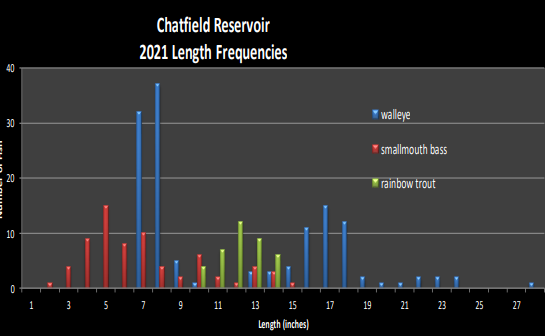 Chatfield Reservoir
2021 Length Frequencies
40
30
20
10
0
walleye
smallmouth bass
rainbow trout
1 3 5 7 9 11 13 15 17 19 21 23 25 27
Length (inches)